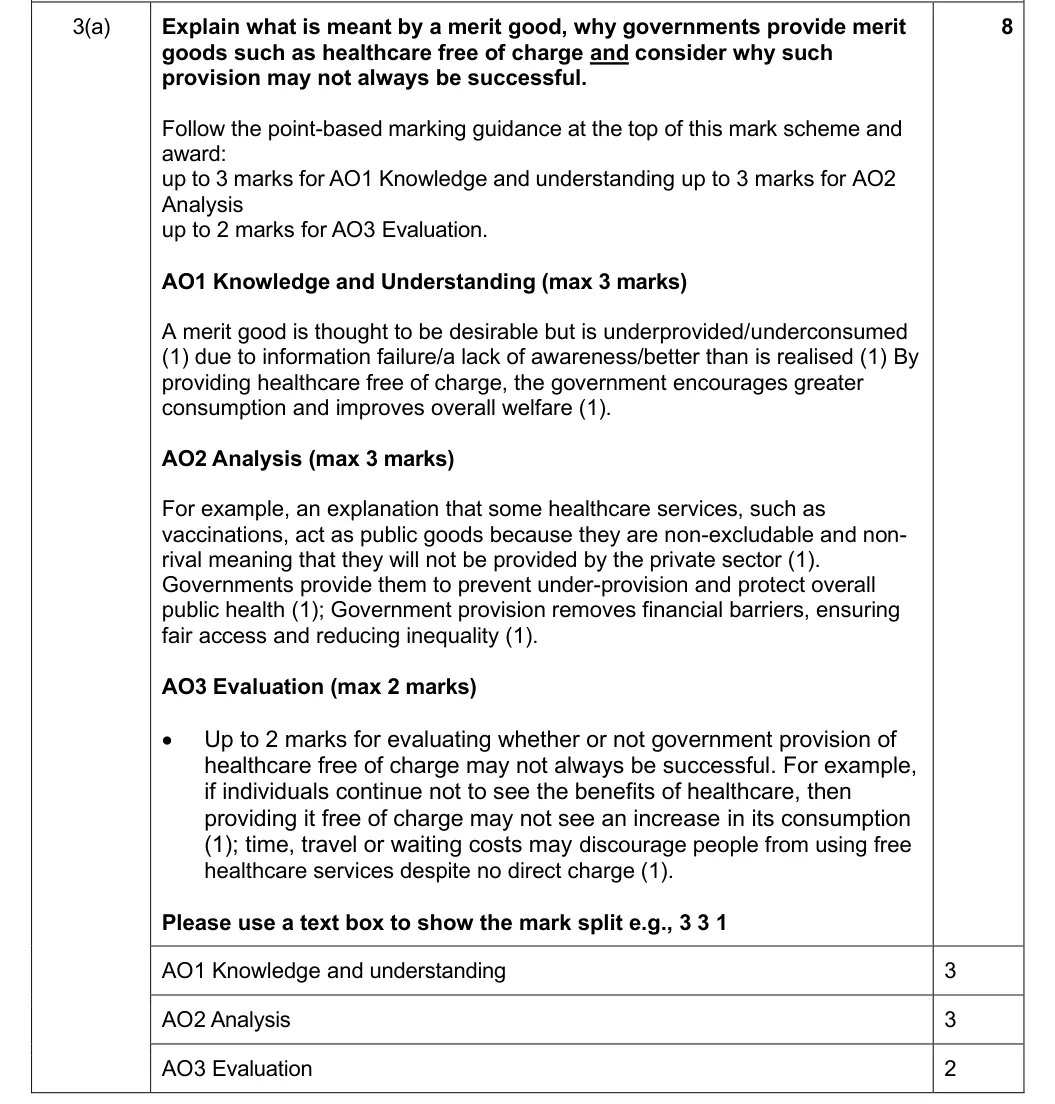 3(a)
Explain what is meant by a merit good, why governments provide merit
goods such as healthcare free of charge and consider why such
provision may not always be successful.
8
Follow the point-based marking guidance at the top of this mark scheme and
award:
up to 3 marks for AO1 Knowledge and understanding up to 3 marks for AO2
Analysis
up to 2 marks for AO3 Evaluation.
AO1 Knowledge and Understanding (max 3 marks)
A merit good is thought to be desirable but is underprovided/underconsumed
(1) due to information failure/a lack of awareness/better than is realised (1) By
providing healthcare free of charge, the government encourages greater
consumption and improves overall welfare (1).
AO2 Analysis (max 3 marks)
For example, an explanation that some healthcare services, such as
vaccinations, act as public goods because they are non-excludable and non-
rival meaning that they will not be provided by the private sector (1).
Governments provide them to prevent under-provision and protect overall
public health (1); Government provision removes financial barriers, ensuring
fair access and reducing inequality (1).
AO3 Evaluation (max 2 marks)
• Up to 2 marks for evaluating whether or not government provision of
healthcare free of charge may not always be successful. For example,
if individuals continue not to see the benefits of healthcare, then
providing it free of charge may not see an increase in its consumption
(1); time, travel or waiting costs may discourage people from using free
healthcare services despite no direct charge (1).
Please use a text box to show the mark split e.g., 3 3 1
AO1 Knowledge and understanding 3
AO2 Analysis 3
AO3 Evaluation 2